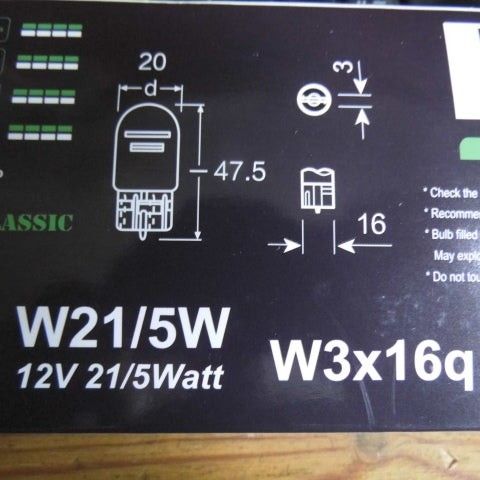 20
d
3
47.5
16
ASSIC
* Check the
* Recomme
* Bulb filled
May explo
* Do not tou
W21/5W
12V 21/5Watt
W3x16q